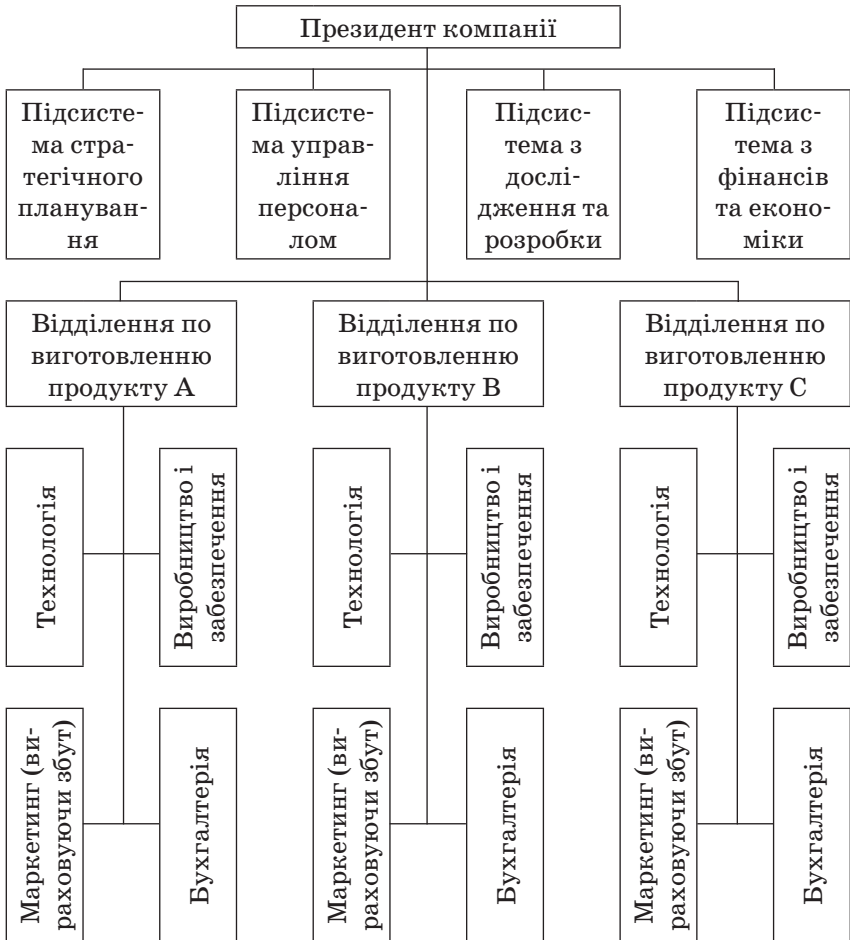 Президент компанії
Підсисте-
ма стра-
тегічного
плануван-
ня
Підсисте-
ма управ-
ління
персона-
лом
Підсис-
тема з
дослі-
дження та
розробки
Підсис-
тема з
фінансів
та еконо-
міки
Відділення по
виготовленню
продукту А
Відділення по
виготовленню
продукту В
Відділення по
виготовленню
продукту С
Технологія
Виробництво і
забезпечення
Технологія
Виробництво і
забезпечення
Технологія
Виробництво і
забезпечення
Маркетинг (ви-
раховуючи збут)
Бухгалтерія
Маркетинг (ви-
раховуючи збут)
Бухгалтерія
Маркетинг (ви-
раховуючи збут)
Бухгалтерія